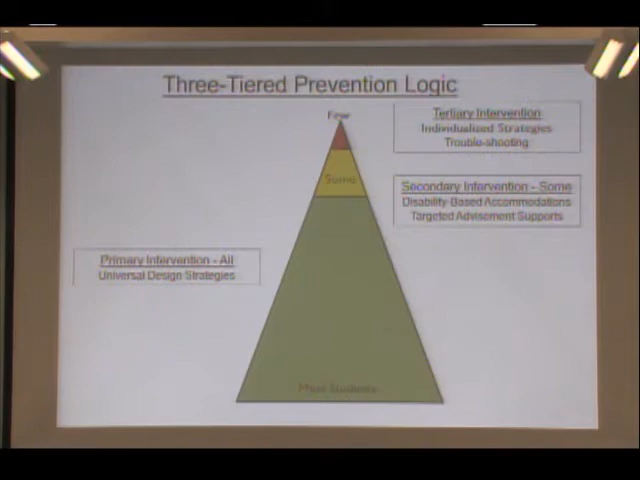 Three-Tiered Prevention Logic
Few
Tertiary Intervention
Individualized Strategies
Trouble-shooting
Some
Secondary Intervention - Some
Disability-Based Accommodations
Targeted Advisement Supports
Primary Intervention - All
Universal Design Strategies
Most Students